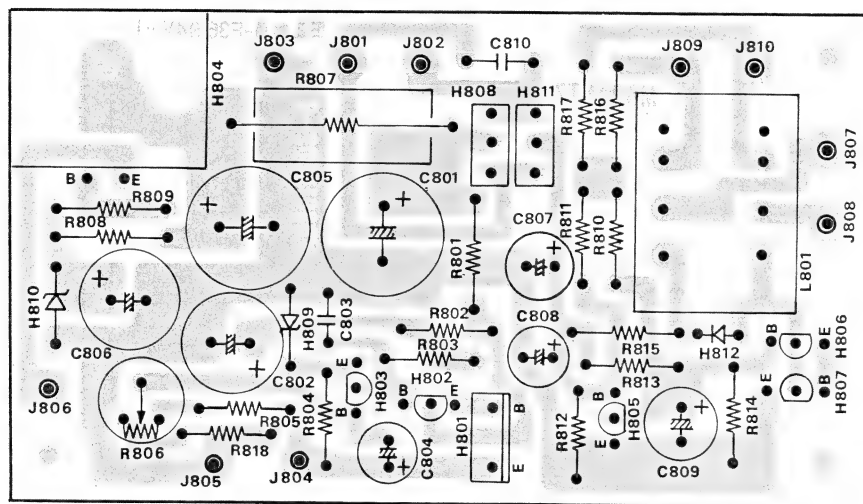 J803 J801 J802 C810 J809 J810
H804
R807 H808 H811
R817 R816
J807
B E
R809
C805 C801
R808
C807 R811 R810
J808
R801
L801
H810
C806
H809 C803
R802
C808
H806
B E
R803
R815
H812
C802
E
H802
R813
J806
H803
B E
B
B
E
H807
R805
R804
B
H801
R812
H805
R814
R806
R818
C804
E
E
C809
J805 J804